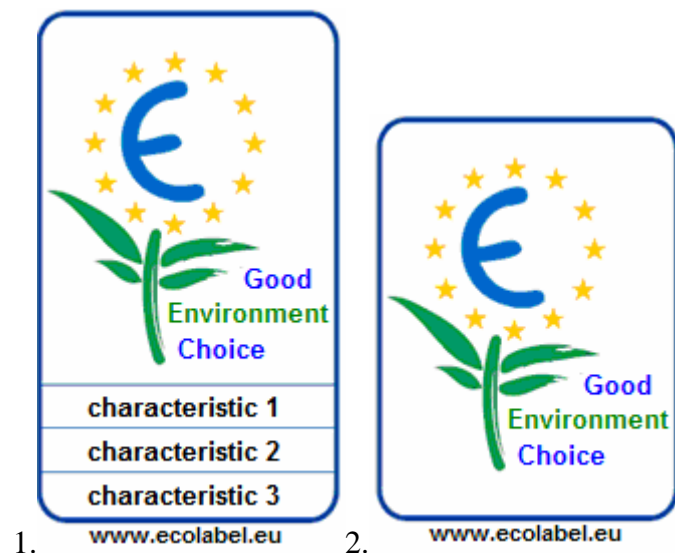 Good
Environment
Choice
characteristic 1
characteristic 2
characteristic 3
1. www.ecolabel.eu
Good
Environment
Choice
2. www.ecolabel.eu